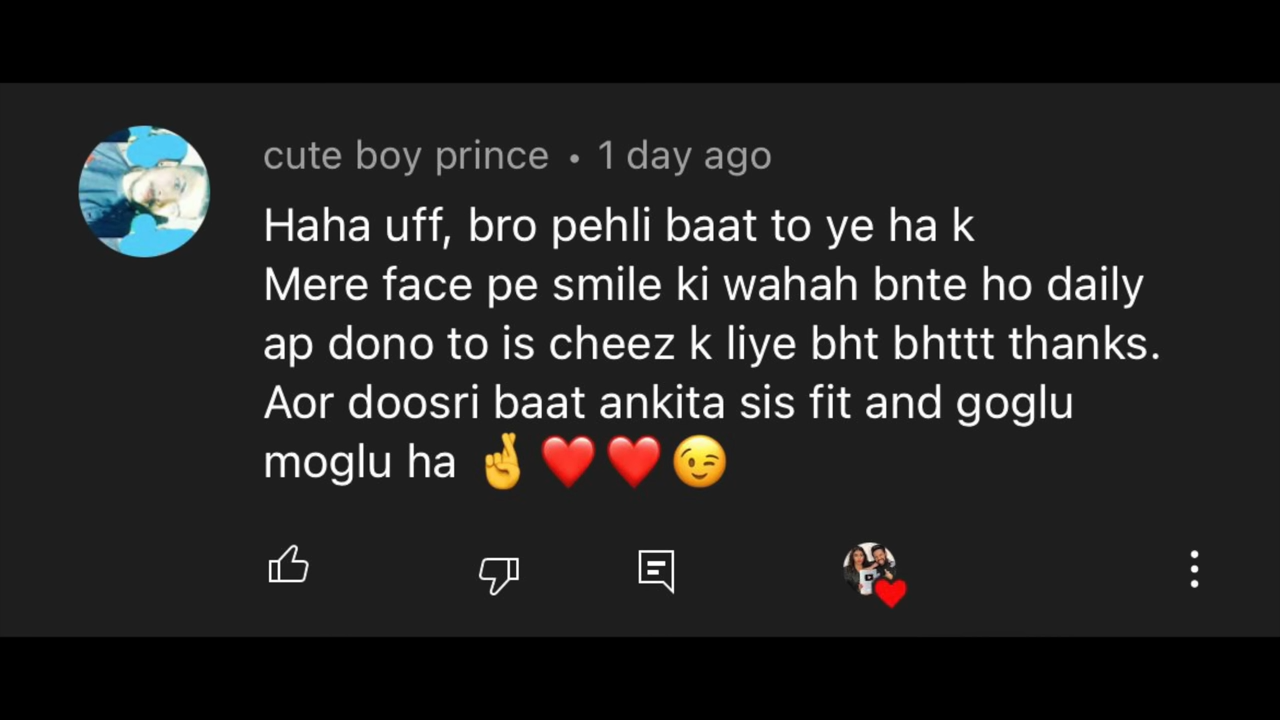 cute boy prince • 1 day ago
Haha uff, bro pehli baat to ye ha k
Mere face pe smile ki wahah bnte ho daily
ap dono to is cheez k liye bht bhttt thanks.
Aor doosri baat ankita sis fit and goglu
moglu ha 🤞❤️❤️😉